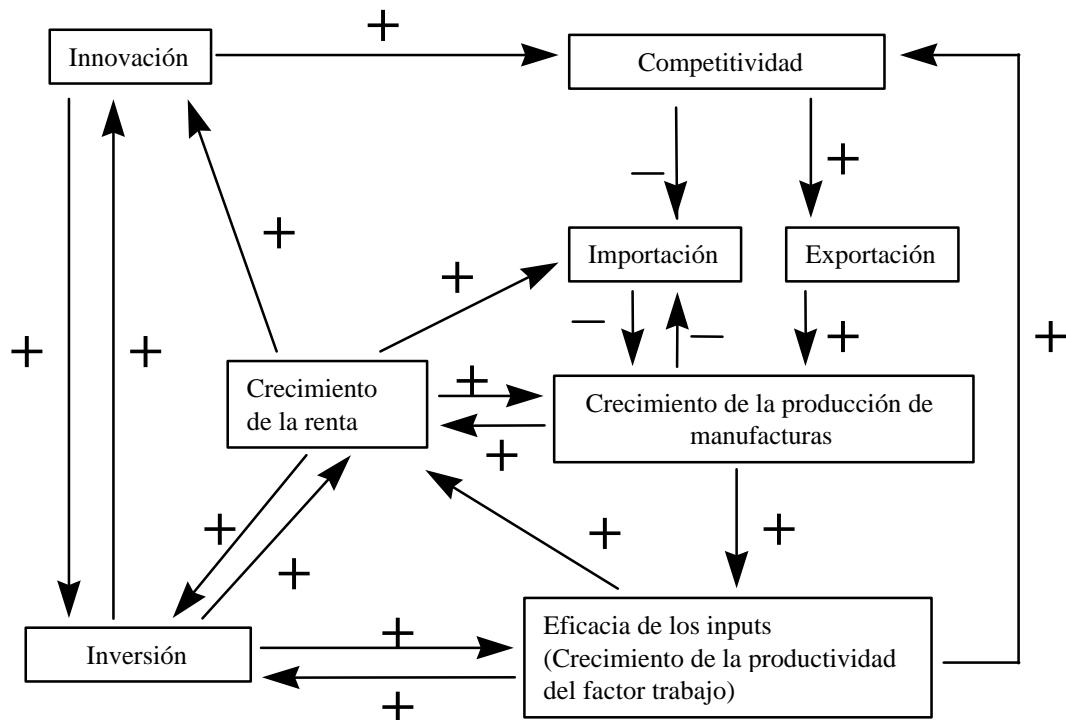 +
Innovación
Competitividad
−
+
+
Importación
Exportación
+
−
−
+
+
+
+
Crecimiento
de la renta
+
Crecimiento de la producción de
manufacturas
+
+
+
+
+
Eficacia de los inputs
(Crecimiento de la productividad
del factor trabajo)
Inversión
+
+